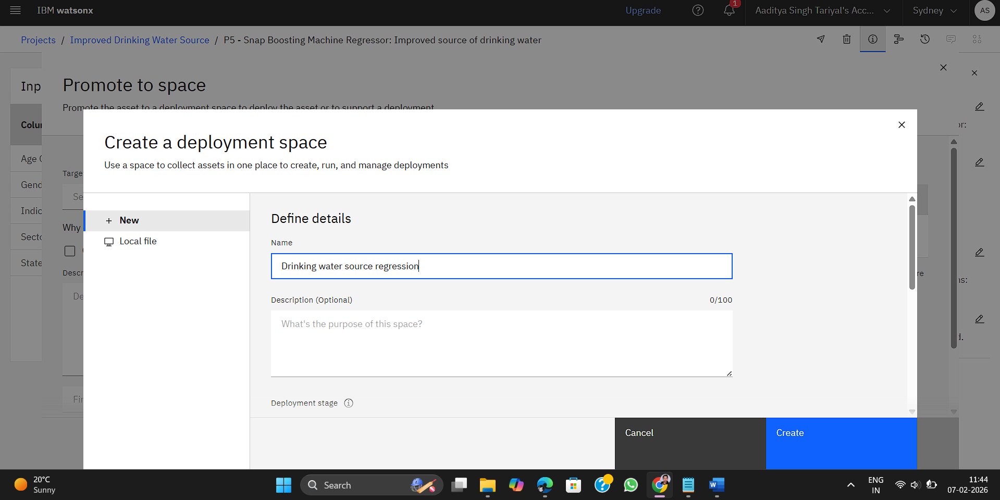 IBM watsonx
Upgrade
1
Aaditya Singh Tariyal's Acc...
Sydney
AS
Projects / Improved Drinking Water Source / P5 - Snap Boosting Machine Regressor: Improved source of drinking water
Inp
Promote to space
Promote the asset to a deployment space to deploy the asset or to support a deployment
Colu
Age
Gend
Indic
Secto
State
Targe
Se
Why
Descr
De
Fir
or:
re
ns:
d.
Create a deployment space
Use a space to collect assets in one place to create, run, and manage deployments
New
Local file
Define details
Name
Drinking water source regression
Description (Optional)
0/100
What's the purpose of this space?
Deployment stage
Cancel
Create
20°C
Sunny
Search
ENG
IN
11:44
07-02-2026